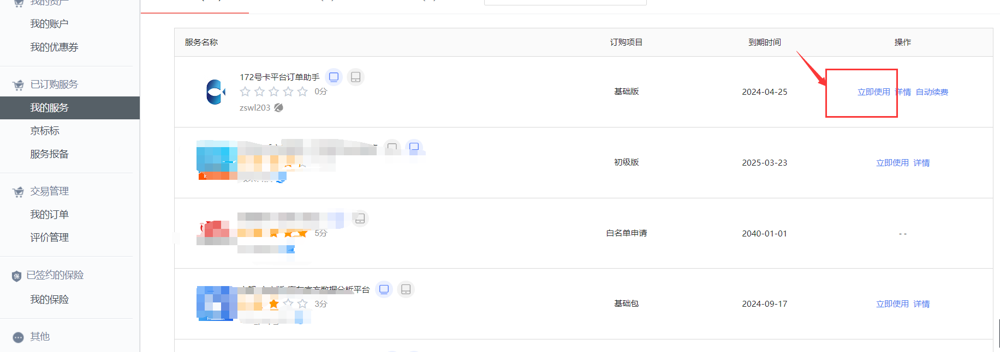 我的账户
我的优惠券
已订购服务
我的服务
京标标
服务报备
交易管理
我的订单
评价管理
保 已签约的保险
我的保险
其他
服务名称 订购项目 到期时间 操作
172号卡平台订单助手
0分
zswl203
基础版 2024-04-25 立即使用 详情 自动续费
初级版 2025-03-23 立即使用 详情
5分
白名单申请 2040-01-01 - -
官方数据分析平台
3分
基础包 2024-09-17 立即使用 详情